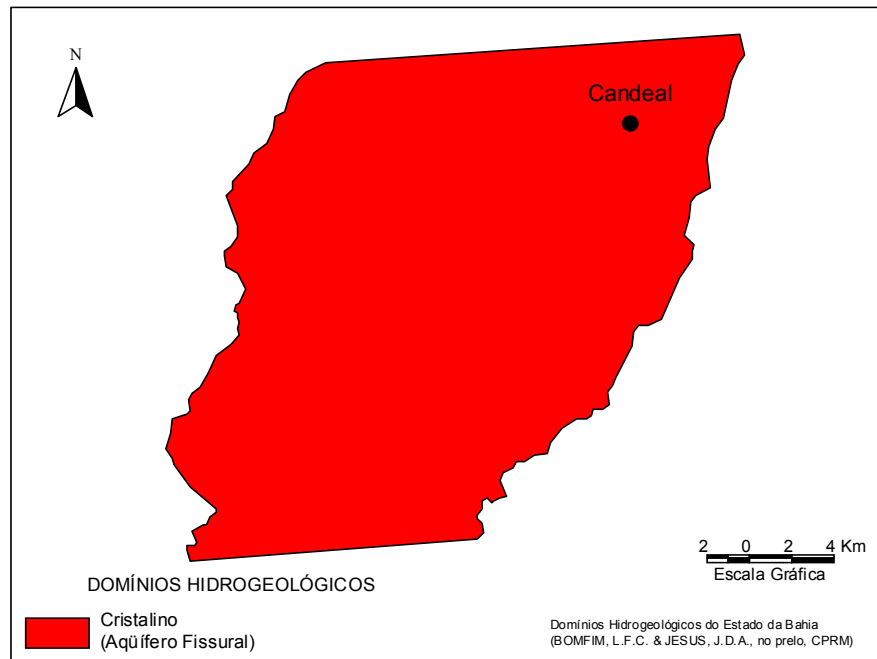 N
Candeal
2 0 2 4 Km
Escala Gráfica
DOMÍNIOS HIDROGEOLÓGICOS
Cristalino
(Aqüífero Fissural)
Domínios Hidrogeológicos do Estado da Bahia
(BOMFIM, L.F.C. & JESUS, J.D.A., no prelo, CPRM)